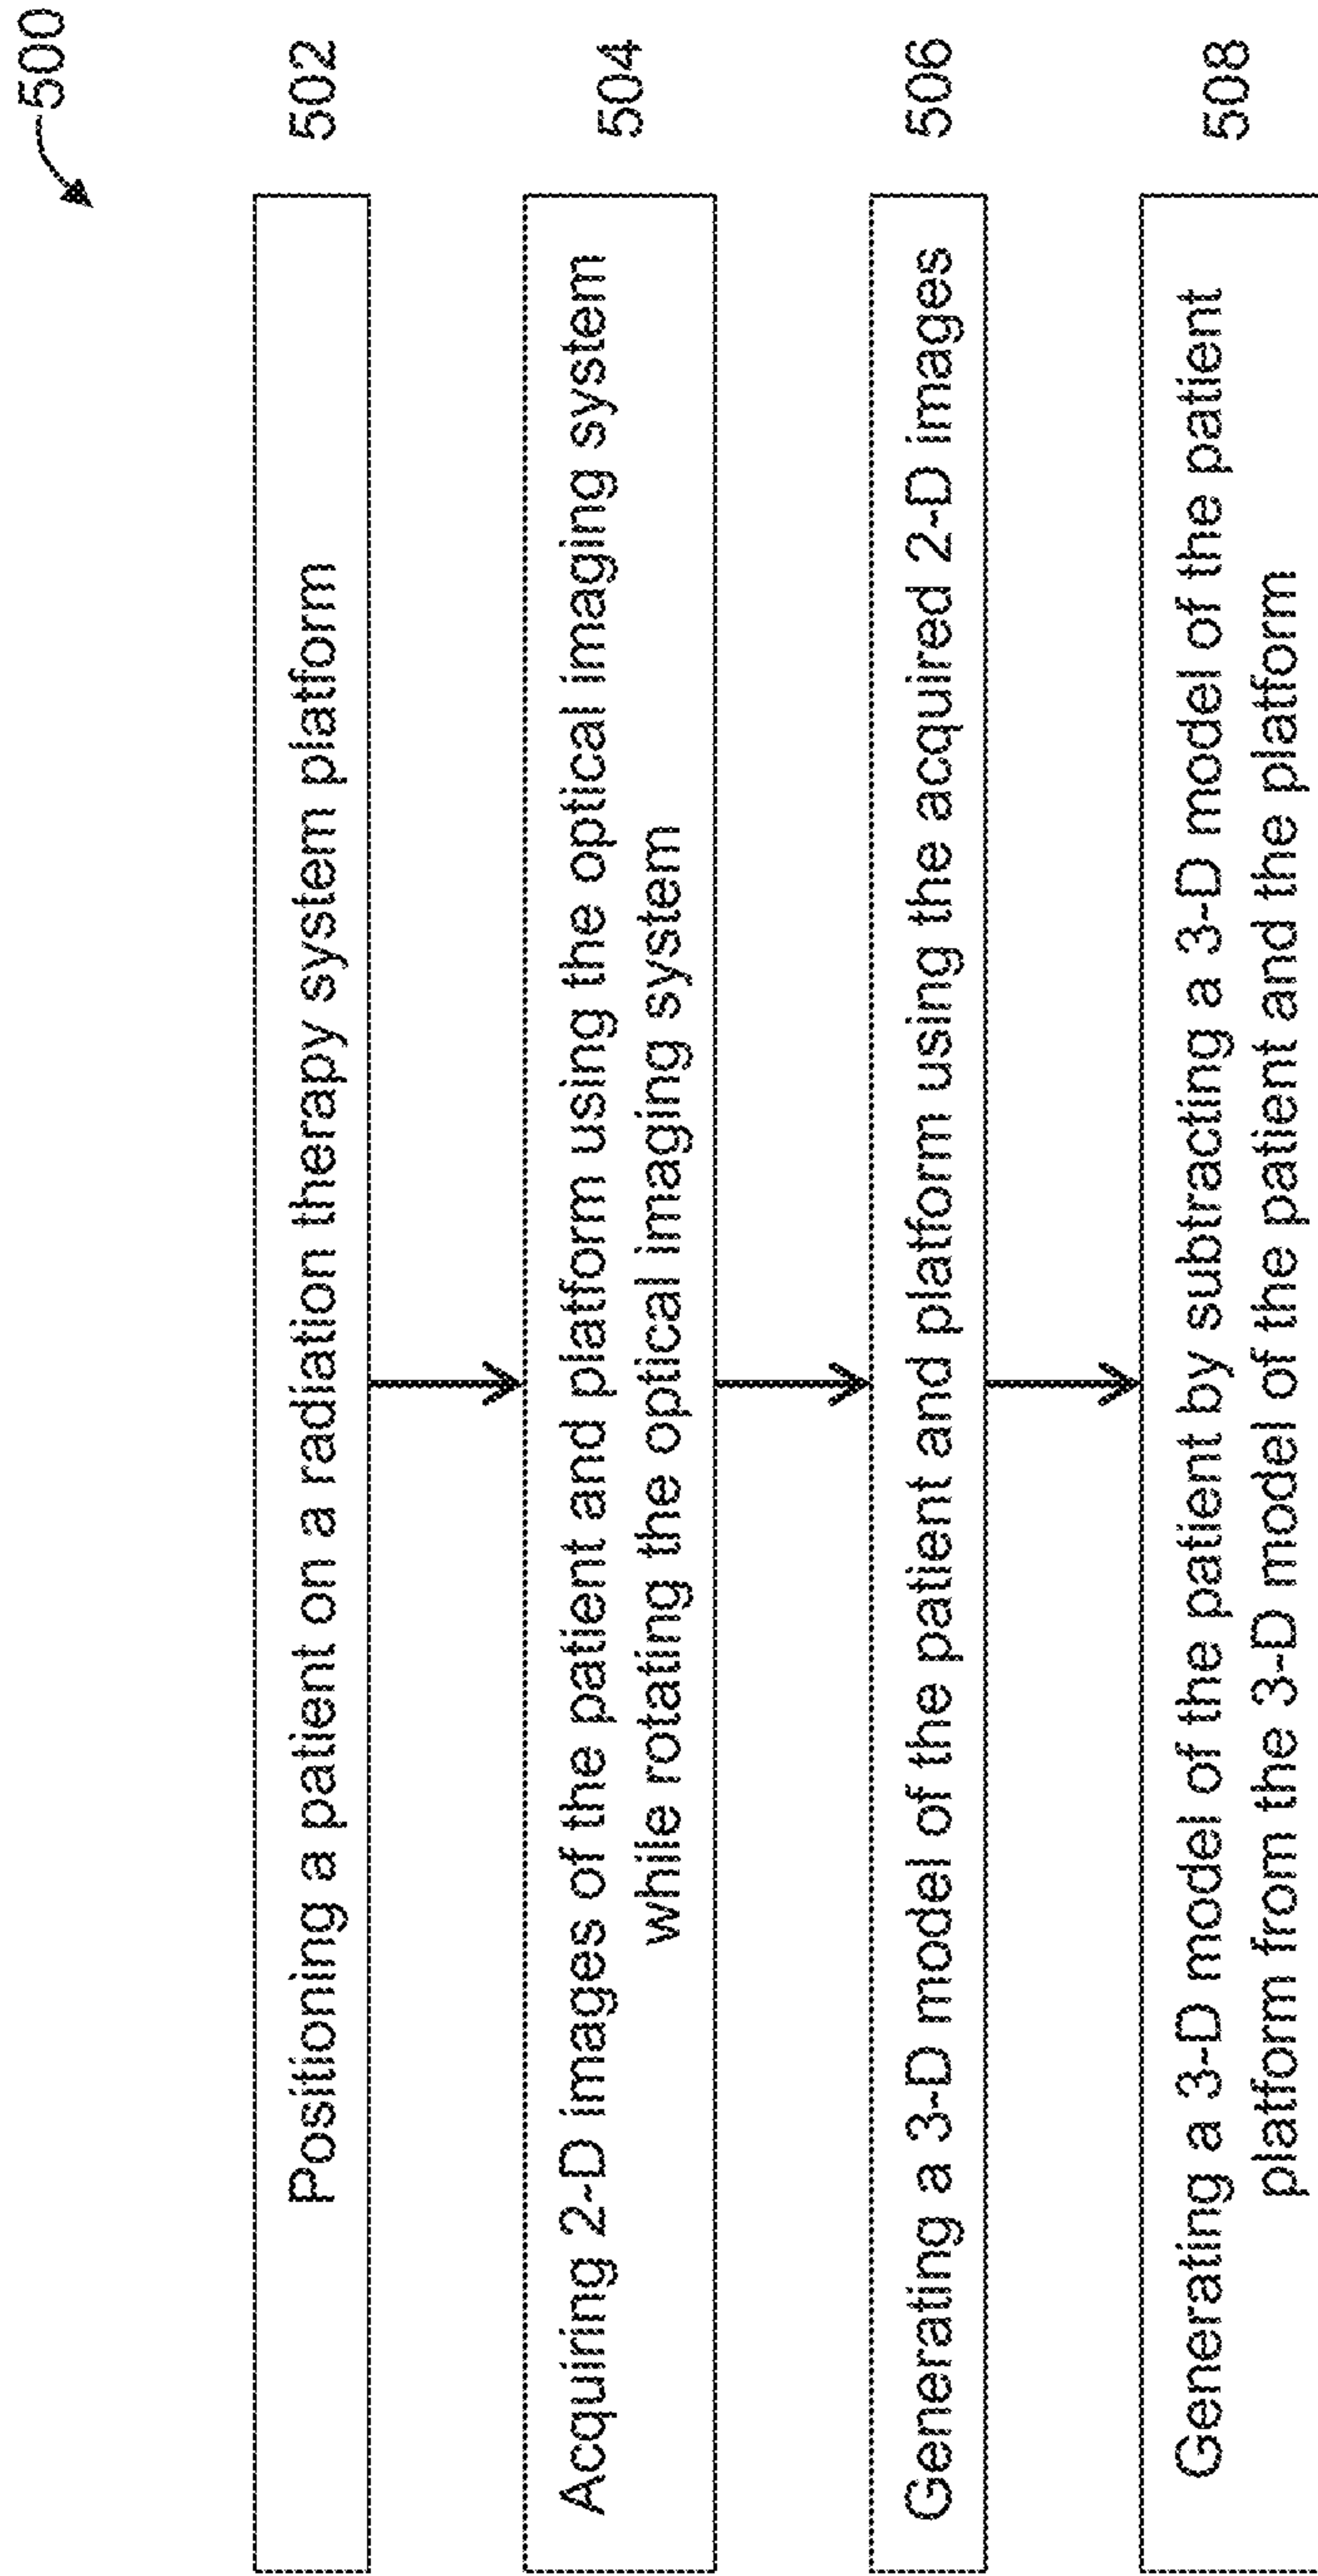 500
Positioning a patient on a radiation therapy system platform
502
Acquiring 2-D images of the patient and platform using the optical imaging system
while rotating the optical imaging system
504
Generating a 3-D model of the patient and platform using the acquired 2-D images
506
Generating a 3-D model of the patient by subtracting a 3-D model of the patient
platform from the 3-D model of the patient and the platform
508